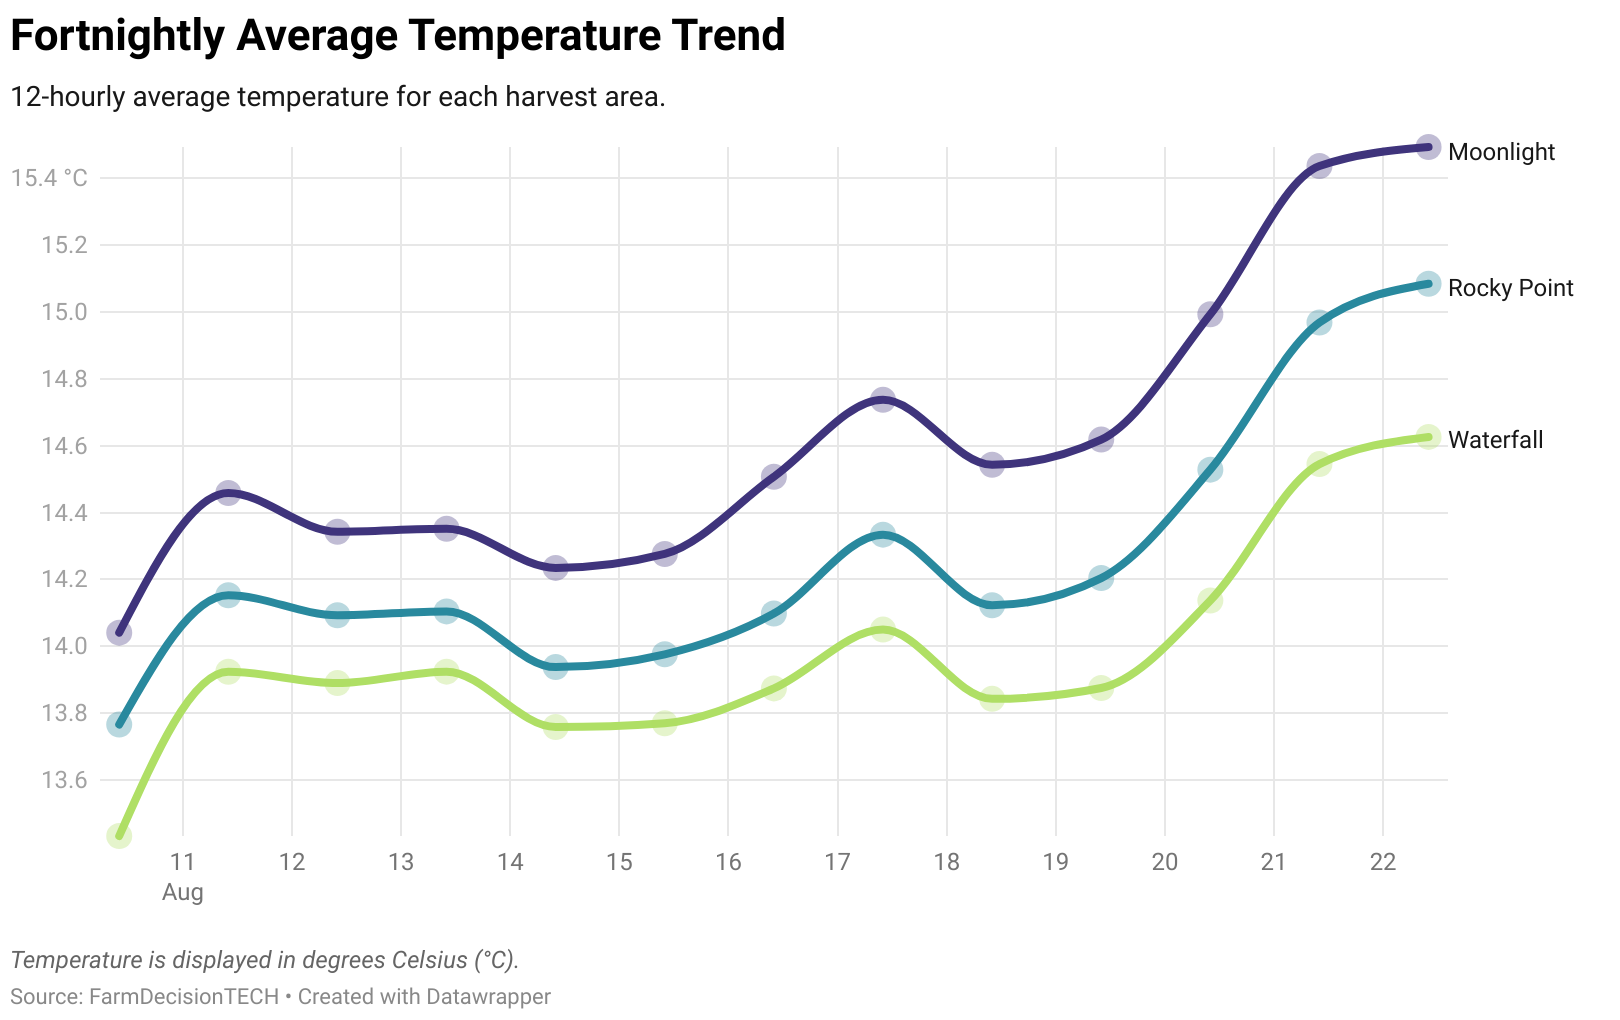 Fortnightly Average Temperature Trend
12-hourly average temperature for each harvest area.
Moonlight
15.4 °C
15.2
Rocky Point
15.0
14.8
14.6
Waterfall
14.4
14.2
14.0
13.8
13.6
11 12 13 14 15 16 17 18 19 20 21 22
Aug
Temperature is displayed in degrees Celsius (°C).
Source: FarmDecisionTECH • Created with Datawrapper